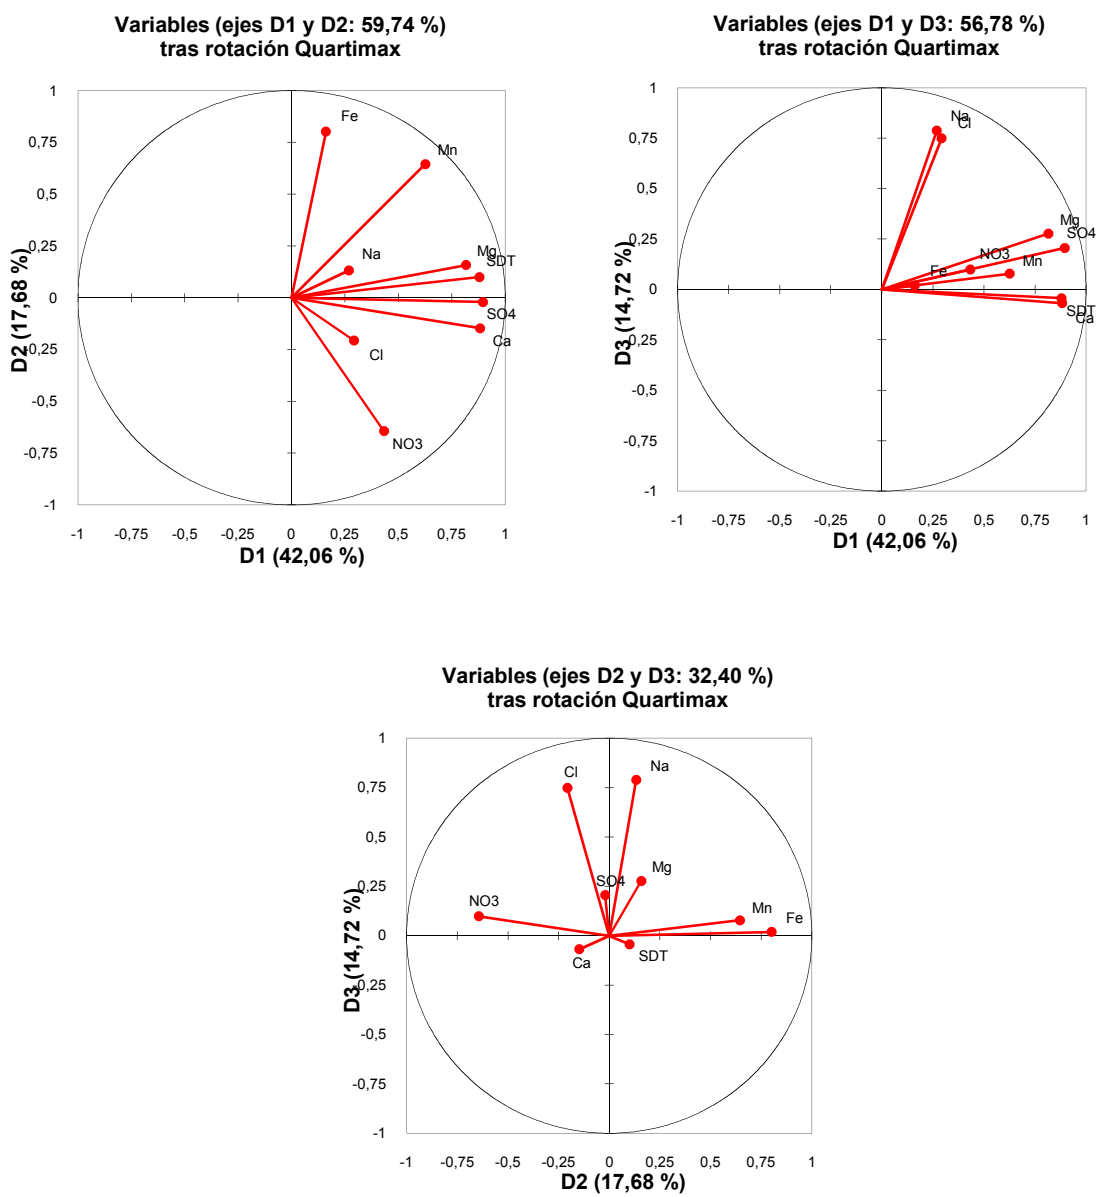 Variables (ejes D1 y D2: 59,74 %)
tras rotación Quartimax
1
0,75
0,5
0,25
0
-0,25
-0,5
-0,75
-1
D2 (17,68 %)
Fe
Mn
Na
Mg
SDT
SO4
Ca
Cl
NO3
-1
-0,75
-0,5
-0,25
0
0,25
0,5
0,75
1
D1 (42,06 %)
Variables (ejes D1 y D3: 56,78 %)
tras rotación Quartimax
1
0,75
0,5
0,25
0
-0,25
-0,5
-0,75
-1
D3 (14,72 %)
Na
Cl
Mg
SO4
NO3
Mn
Fe
SDT
Ca
-1
-0,75
-0,5
-0,25
0
0,25
0,5
0,75
1
D1 (42,06 %)
Variables (ejes D2 y D3: 32,40 %)
tras rotación Quartimax
1
0,75
0,5
0,25
0
-0,25
-0,5
-0,75
-1
D3 (14,72 %)
Cl
Na
SO4
Mg
NO3
Mn
Fe
Ca
SDT
-1
-0,75
-0,5
-0,25
0
0,25
0,5
0,75
1
D2 (17,68 %)